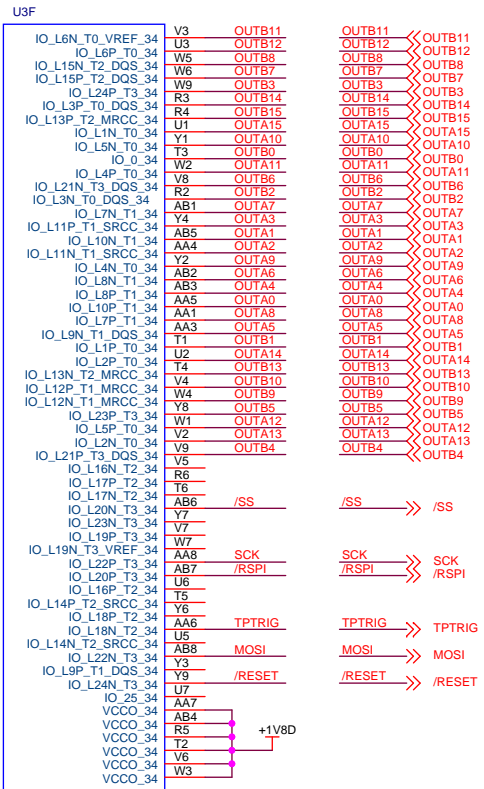 U3F
IO_L6N_T0_VREF_34 V3 OUTB11 OUTB11 OUTB11
IO_L6P_T0_34 U3 OUTB12 OUTB12 OUTB12
IO_L15N_T2_DQS_34 W5 OUTB8 OUTB8 OUTB8
IO_L15P_T2_DQS_34 W6 OUTB7 OUTB7 OUTB7
IO_L24P_T3_34 W9 OUTB3 OUTB3 OUTB3
IO_L3P_T0_DQS_34 R3 OUTB14 OUTB14 OUTB14
IO_L13P_T2_MRCC_34 R4 OUTB15 OUTB15 OUTB15
IO_L1N_T0_34 U1 OUTA15 OUTA15 OUTA15
IO_L5N_T0_34 Y1 OUTA10 OUTA10 OUTA10
IO_0_34 T3 OUTB0 OUTB0 OUTB0
IO_L4P_T0_34 W2 OUTA11 OUTA11 OUTA11
IO_L21N_T3_DQS_34 V8 OUTB6 OUTB6 OUTB6
IO_L3N_T0_DQS_34 R2 OUTB2 OUTB2 OUTB2
IO_L7N_T1_34 AB1 OUTA7 OUTA7 OUTA7
IO_L11P_T1_SRCC_34 Y4 OUTA3 OUTA3 OUTA3
IO_L10N_T1_34 AB5 OUTA1 OUTA1 OUTA1
IO_L11N_T1_SRCC_34 AA4 OUTA2 OUTA2 OUTA2
IO_L4N_T0_34 Y2 OUTA9 OUTA9 OUTA9
IO_L8N_T1_34 AB2 OUTA6 OUTA6 OUTA6
IO_L8P_T1_34 AB3 OUTA4 OUTA4 OUTA4
IO_L10P_T1_34 AA5 OUTA0 OUTA0 OUTA0
IO_L7P_T1_34 AA1 OUTA8 OUTA8 OUTA8
IO_L9N_T1_DQS_34 AA3 OUTA5 OUTA5 OUTA5
IO_L1P_T0_34 T1 OUTB1 OUTB1 OUTB1
IO_L2P_T0_34 U2 OUTA14 OUTA14 OUTA14
IO_L13N_T2_MRCC_34 T4 OUTB13 OUTB13 OUTB13
IO_L12P_T1_MRCC_34 V4 OUTB10 OUTB10 OUTB10
IO_L12N_T1_MRCC_34 W4 OUTB9 OUTB9 OUTB9
IO_L23P_T3_34 Y8 OUTB5 OUTB5 OUTB5
IO_L5P_T0_34 W1 OUTA12 OUTA12 OUTA12
IO_L2N_T0_34 V2 OUTA13 OUTA13 OUTA13
IO_L21P_T3_DQS_34 V9 OUTB4 OUTB4 OUTB4
IO_L16N_T2_34 V5
IO_L17P_T2_34 R6
IO_L17N_T2_34 T6
IO_L20N_T3_34 AB6 /SS /SS /SS
IO_L23N_T3_34 Y7
IO_L19P_T3_34 V7
IO_L19N_T3_VREF_34 W7
IO_L22P_T3_34 AA8 SCK SCK SCK
IO_L20P_T3_34 AB7 /RSPI /RSPI /RSPI
IO_L16P_T2_34 U6
IO_L14P_T2_SRCC_34 T5
IO_L18P_T2_34 Y6
IO_L18N_T2_34 AA6 TPTRIG TPTRIG TPTRIG
IO_L14N_T2_SRCC_34 U5
IO_L22N_T3_34 AB8 MOSI MOSI MOSI
IO_L9P_T1_DQS_34 Y3
IO_L24N_T3_34 Y9 /RESET /RESET /RESET
IO_25_34 U7
VCCO_34 AA7
VCCO_34 AB4
VCCO_34 R5 +1V8D
VCCO_34 T2
VCCO_34 V6
VCCO_34 W3